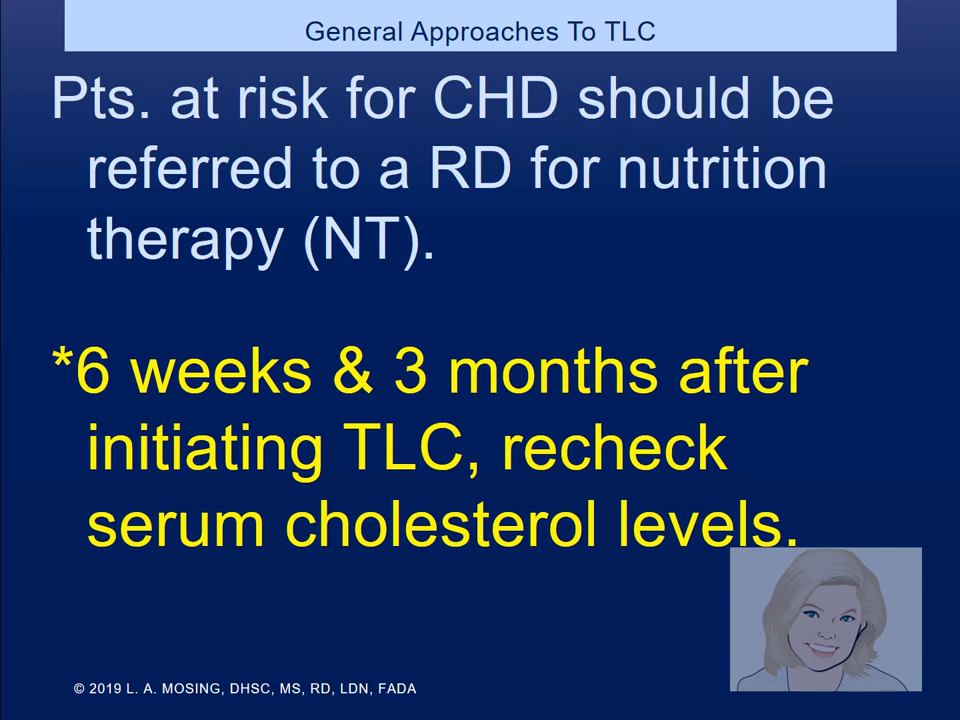 General Approaches To TLC
Pts. at risk for CHD should be
referred to a RD for nutrition
therapy (NT).
*6 weeks & 3 months after
initiating TLC, recheck
serum cholesterol levels.
© 2019 L. A. MOSING, DHSC, MS, RD, LDN, FADA